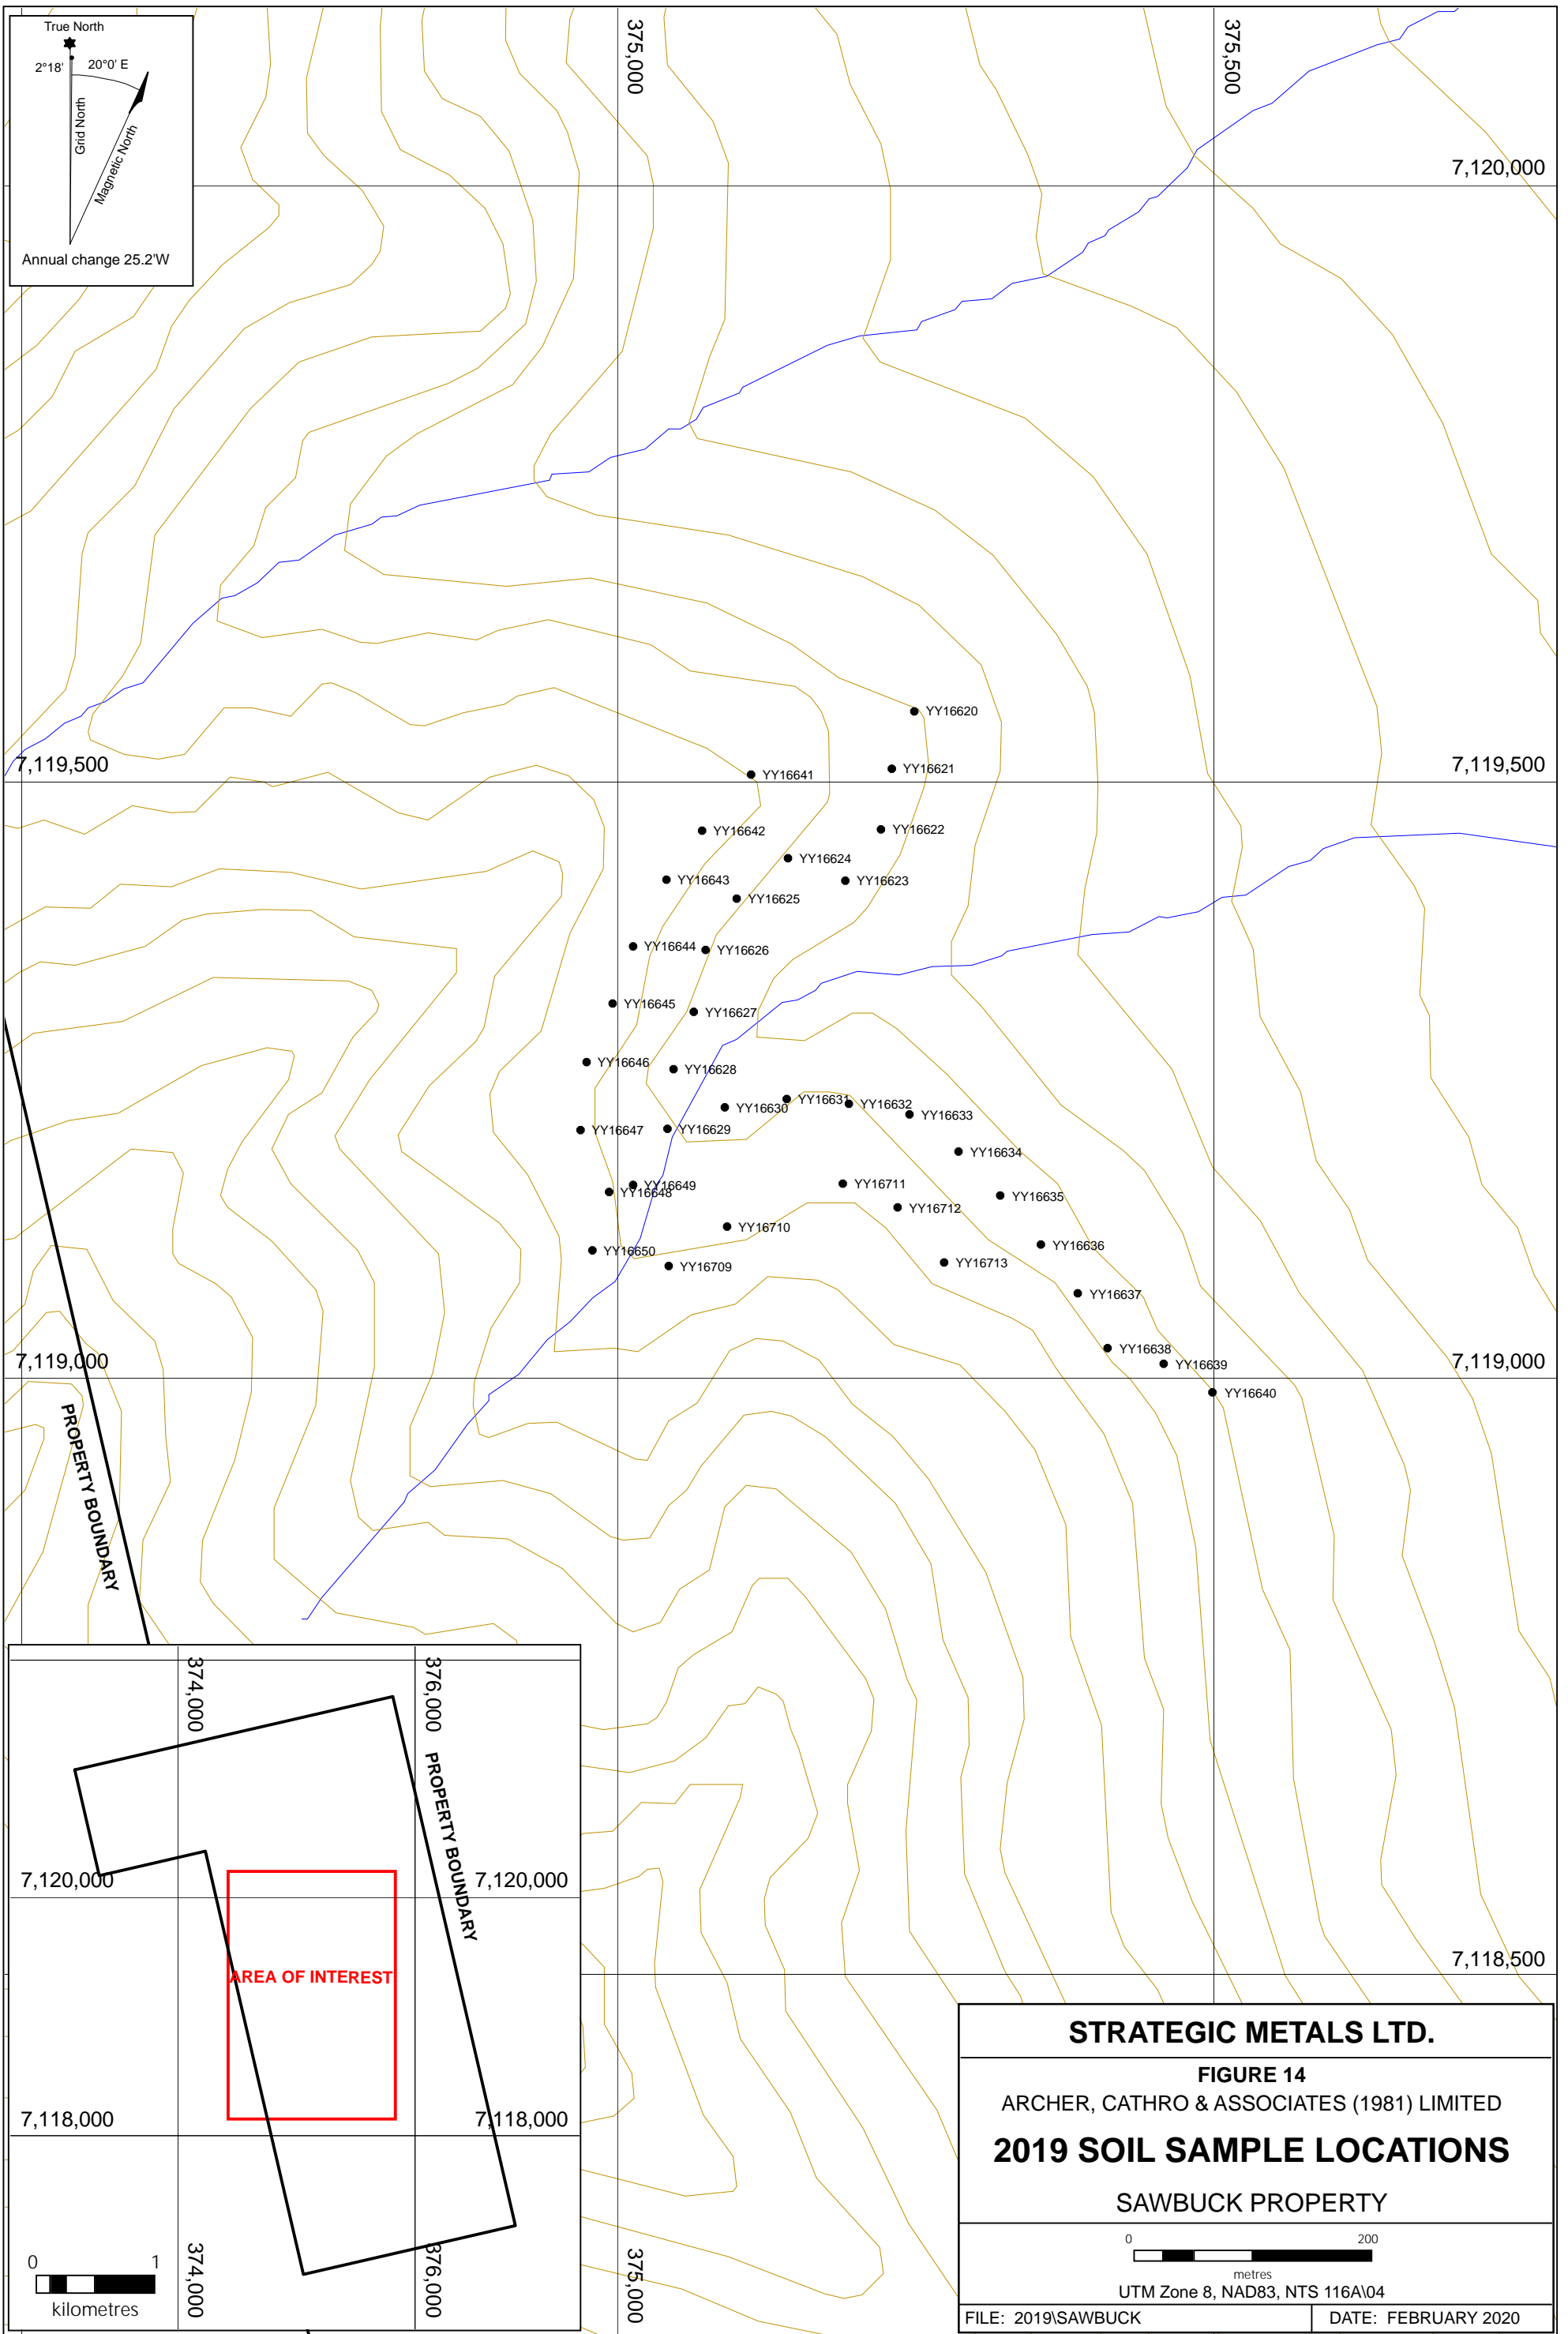 True North
2°18'
20°0' E
Grid North
Magnetic North
Annual change 25.2'W
375,000
375,500
7,120,000
YY16620
7,119,500
7,119,500
YY16641
YY16621
YY16642
YY16622
YY16624
YY16643
YY16623
YY16625
YY16644
YY16626
YY16645
YY16627
YY16646
YY16628
YY16630
YY16631
YY16632
YY16633
YY16647
YY16629
YY16634
YY16649
YY16648
YY16711
YY16635
YY16712
YY16710
YY16636
YY16650
YY16709
YY16713
YY16637
YY16638
7,119,000
YY16639
7,119,000
YY16640
PROPERTY BOUNDARY
374,000
376,000
PROPERTY BOUNDARY
7,120,000
7,120,000
AREA OF INTEREST
7,118,500
7,118,000
7,118,000
374,000
376,000
375,000
0 1
kilometres
STRATEGIC METALS LTD.
FIGURE 14
ARCHER, CATHRO & ASSOCIATES (1981) LIMITED
2019 SOIL SAMPLE LOCATIONS
SAWBUCK PROPERTY
0 200
metres
UTM Zone 8, NAD83, NTS 116A\04
FILE: 2019\SAWBUCK
DATE: FEBRUARY 2020